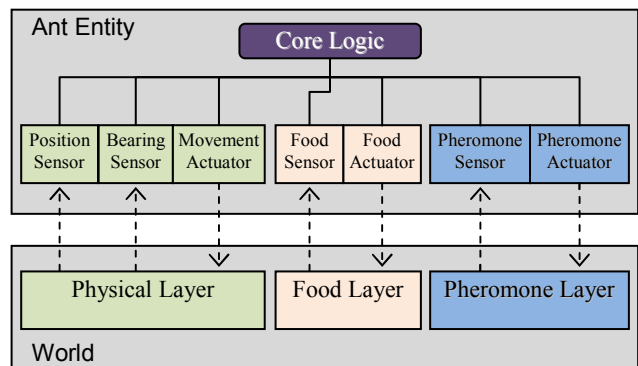 Ant Entity
Core Logic
Position
Sensor
Bearing
Sensor
Movement
Actuator
Food
Sensor
Food
Actuator
Pheromone
Sensor
Pheromone
Actuator
Physical Layer
Food Layer
Pheromone Layer
World